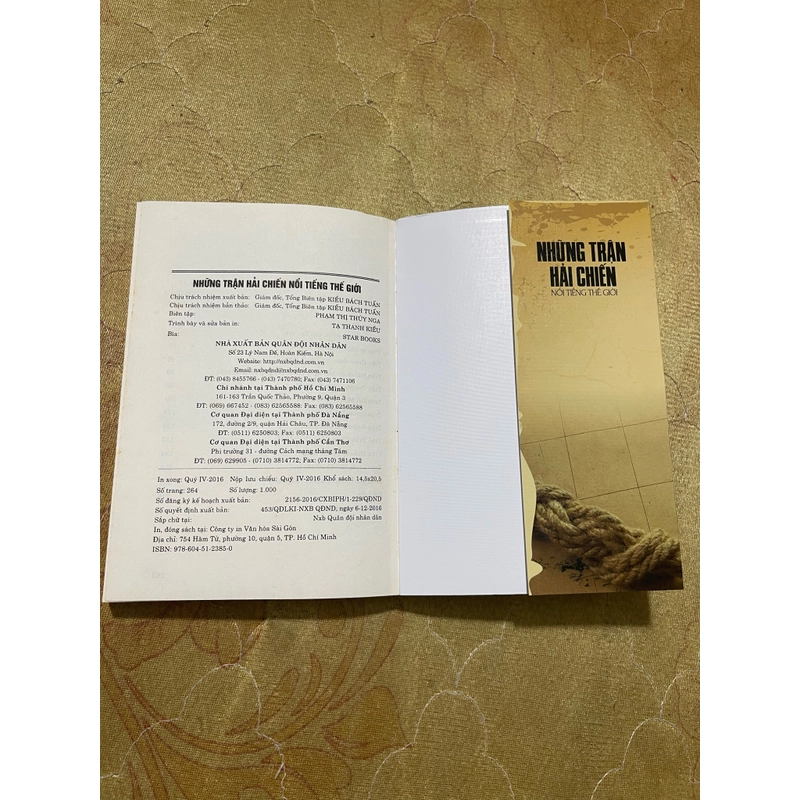 NHỮNG TRẬN HẢI CHIẾN NỔI TIẾNG THẾ GIỚI
Chịu trách nhiệm xuất bản: Giám đốc, Tổng Biên tập KIỀU BÁCH TUẤN
Chịu trách nhiệm bản thảo: Giám đốc, Tổng Biên tập KIỀU BÁCH TUẤN
Biên tập: PHẠM THỊ THÚY NGA
Trình bày và sửa bản in: TẠ THANH KIỀU
Bìa: STAR BOOKS
NHÀ XUẤT BẢN QUÂN ĐỘI NHÂN DÂN
Số 23 Lý Nam Đế, Hoàn Kiếm, Hà Nội
Website: http://nxbqdnd.com.vn
Email: nxbqdnd@nxbqdnd.com.vn
ĐT: (043) 8455766 - (043) 7470780; Fax: (043) 7471106
Chi nhánh tại Thành phố Hồ Chí Minh
161-163 Trần Quốc Thảo, Phường 9, Quận 3
ĐT: (069) 667452 - (083) 62565588; Fax: (083) 62565588
Cơ quan Đại diện tại Thành phố Đà Nẵng
172, đường 2/9, quận Hải Châu, TP. Đà Nẵng
ĐT: (0511) 6250803; Fax: (0511) 6250803
Cơ quan Đại diện tại Thành phố Cần Thơ
Phi trường 31 - đường Cách mạng tháng Tám
ĐT: (069) 629905 - (0710) 3814772; Fax: (0710) 3814772
In xong: Quý IV-2016 Nộp lưu chiểu: Quý IV-2016 Khổ sách: 14,5x20,5
Số trang: 264 Số lượng: 1.000
Số đăng ký kế hoạch xuất bản: 2156-2016/CXBIPH/1-229/QĐND
Số quyết định xuất bản: 453/QDLKI-NXB QĐND, ngày 6-12-2016
Sắp chữ tại: Nxb Quân đội nhân dân
In, đóng sách tại: Công ty in Văn hóa Sài Gòn
Địa chỉ: 754 Hàm Tử, phường 10, quận 5, TP. Hồ Chí Minh
ISBN: 978-604-51-2385-0
NHỮNG TRẬN
HẢI CHIẾN
NỔI TIẾNG THẾ GIỚI